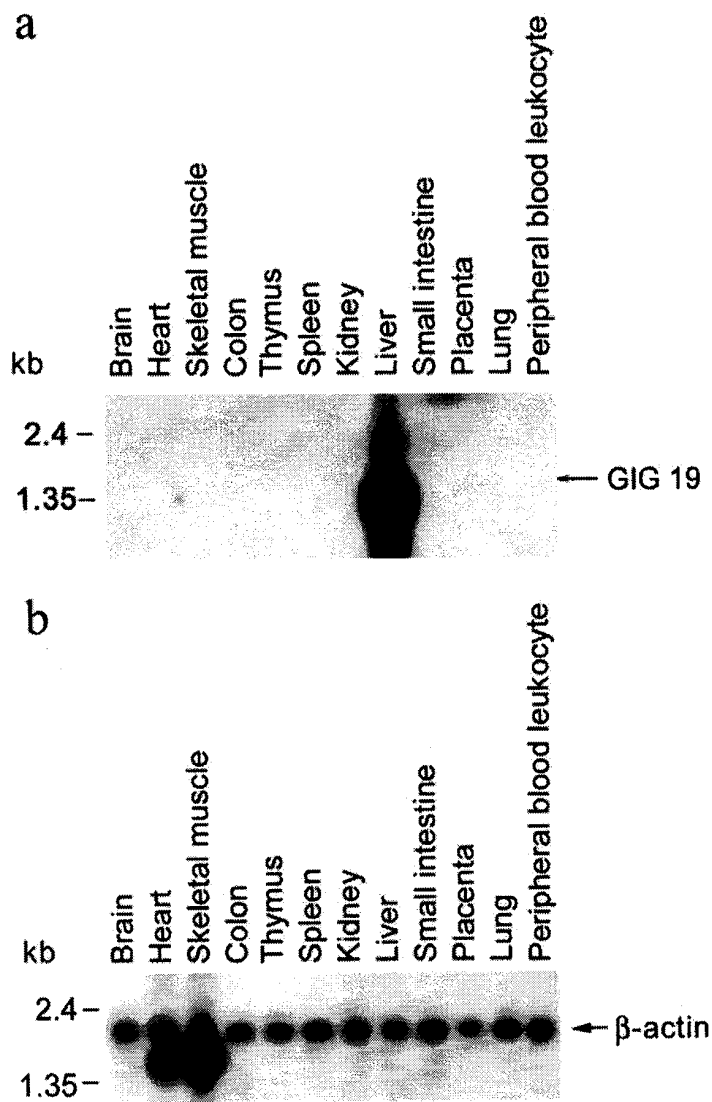 a
kb
Brain
Heart
Skeletal muscle
Colon
Thymus
Spleen
Kidney
Liver
Small intestine
Placenta
Lung
Peripheral blood leukocyte
2.4 –
1.35 –
← GIG 19
b
kb
Brain
Heart
Skeletal muscle
Colon
Thymus
Spleen
Kidney
Liver
Small intestine
Placenta
Lung
Peripheral blood leukocyte
2.4 –
← β-actin
1.35 –